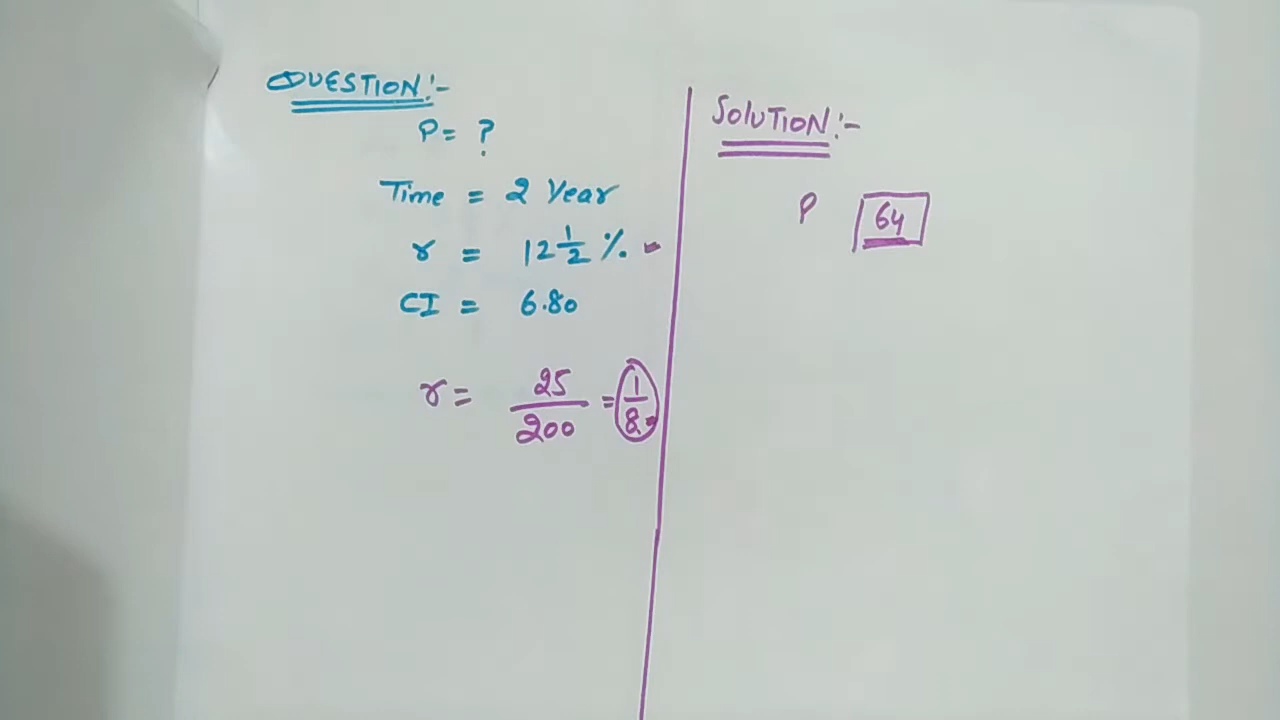 QUESTION:-
P = ?
Time = 2 Year
r = 12 1/2 %
CI = 6.80
r = 25/200 = 1/8
SOLUTION:-
P 64